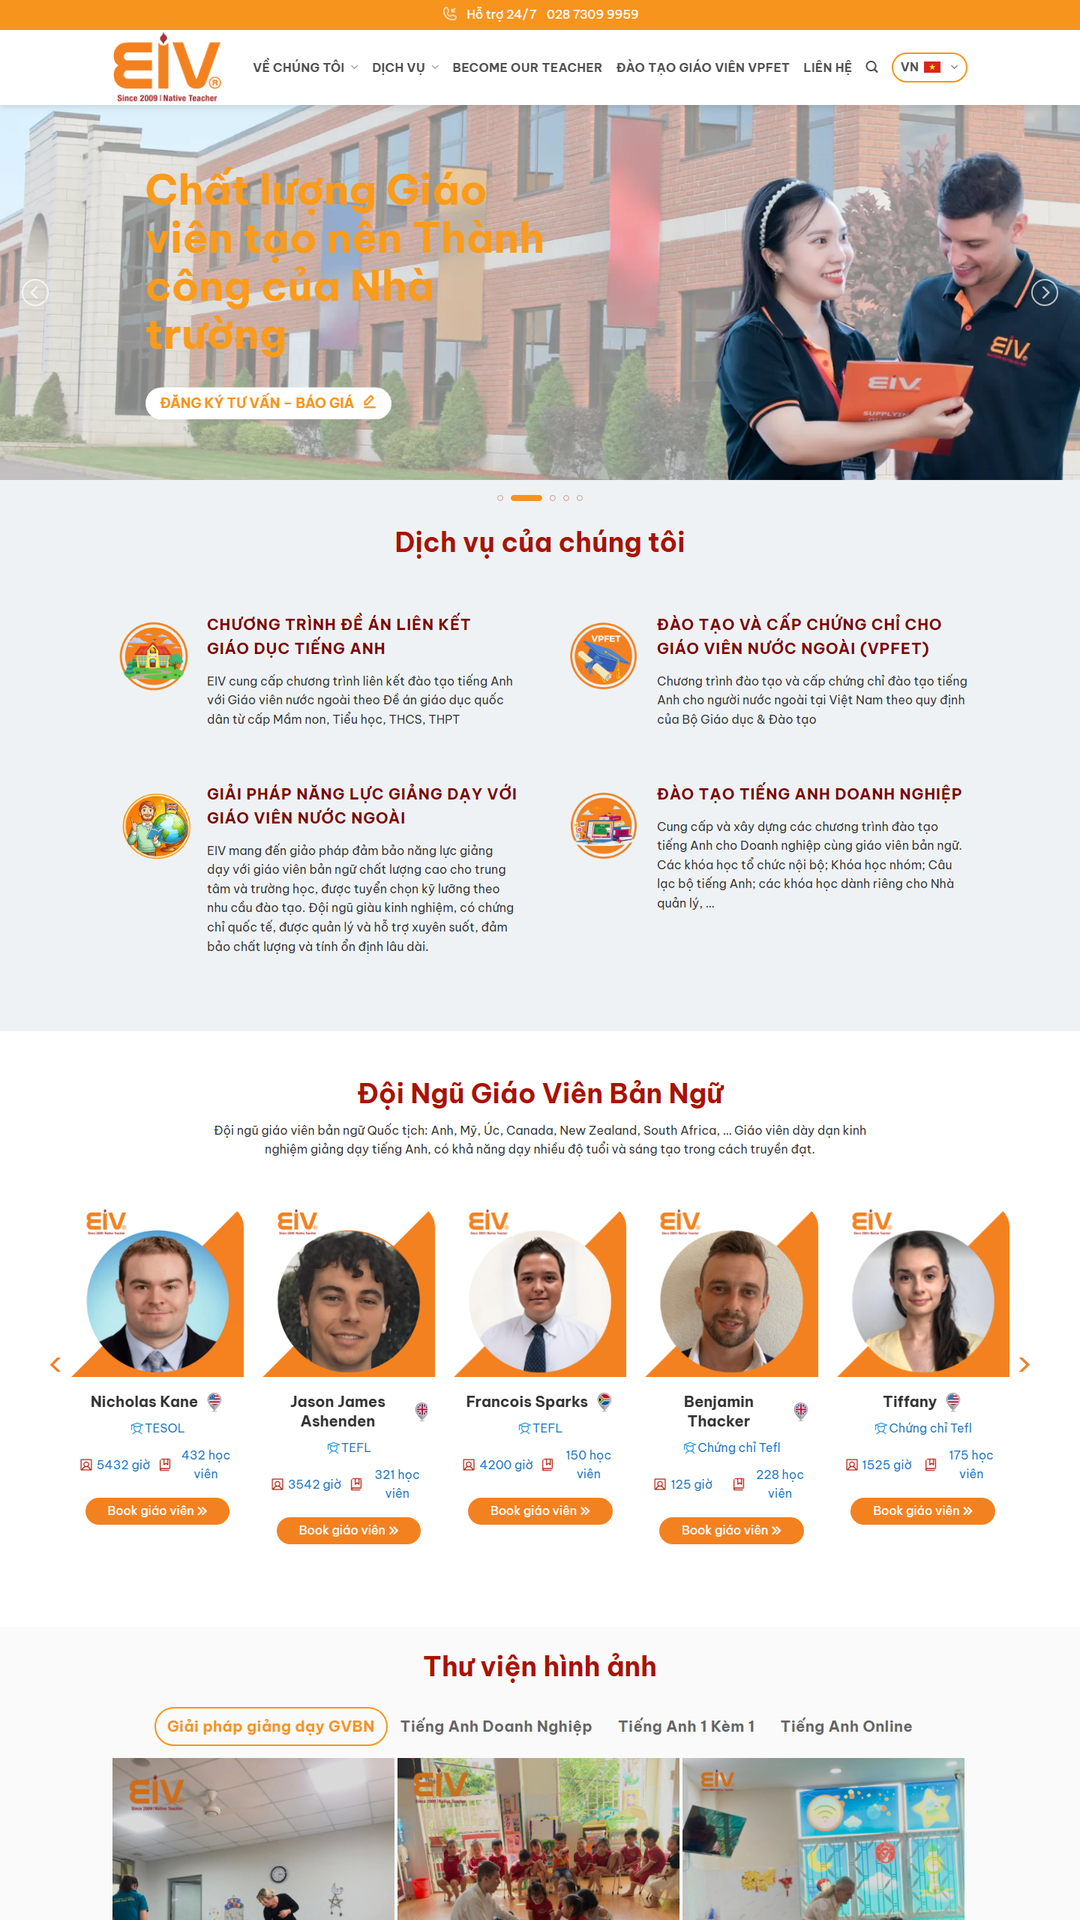 Hỗ trợ 24/7 028 7309 9959
EIV®
Since 2009 | Native Teacher
VỀ CHÚNG TÔI DỊCH VỤ BECOME OUR TEACHER ĐÀO TẠO GIÁO VIÊN VPFET LIÊN HỆ VN
Chất lượng Giáo
viên tạo nên Thành
công của Nhà
trường
ĐĂNG KÝ TƯ VẤN – BÁO GIÁ
EIV
EIV
Dịch vụ của chúng tôi
CHƯƠNG TRÌNH ĐỀ ÁN LIÊN KẾT
GIÁO DỤC TIẾNG ANH
EIV cung cấp chương trình liên kết đào tạo tiếng Anh
với Giáo viên nước ngoài theo Đề án giáo dục quốc
dân từ cấp Mầm non, Tiểu học, THCS, THPT
VPFET
ĐÀO TẠO VÀ CẤP CHỨNG CHỈ CHO
GIÁO VIÊN NƯỚC NGOÀI (VPFET)
Chương trình đào tạo và cấp chứng chỉ đào tạo tiếng
Anh cho người nước ngoài tại Việt Nam theo quy định
của Bộ Giáo dục & Đào tạo
GIẢI PHÁP NĂNG LỰC GIẢNG DẠY VỚI
GIÁO VIÊN NƯỚC NGOÀI
EIV mang đến giảo pháp đảm bảo năng lực giảng
dạy với giáo viên bản ngữ chất lượng cao cho trung
tâm và trường học, được tuyển chọn kỹ lưỡng theo
nhu cầu đào tạo. Đội ngũ giàu kinh nghiệm, có chứng
chỉ quốc tế, được quản lý và hỗ trợ xuyên suốt, đảm
bảo chất lượng và tính ổn định lâu dài.
ĐÀO TẠO TIẾNG ANH DOANH NGHIỆP
Cung cấp và xây dựng các chương trình đào tạo
tiếng Anh cho Doanh nghiệp cùng giáo viên bản ngữ.
Các khóa học tổ chức nội bộ; Khóa học nhóm; Câu
lạc bộ tiếng Anh; các khóa học dành riêng cho Nhà
quản lý, ...
Đội Ngũ Giáo Viên Bản Ngữ
Đội ngũ giáo viên bản ngữ Quốc tịch: Anh, Mỹ, Úc, Canada, New Zealand, South Africa, ... Giáo viên dày dạn kinh
nghiệm giảng dạy tiếng Anh, có khả năng dạy nhiều độ tuổi và sáng tạo trong cách truyền đạt.
EIV
Nicholas Kane
TESOL
5432 giờ 432 học
viên
Book giáo viên
EIV
Jason James
Ashenden
TEFL
3542 giờ 321 học
viên
Book giáo viên
EIV
Francois Sparks
TEFL
4200 giờ 150 học
viên
Book giáo viên
EIV
Benjamin
Thacker
Chứng chỉ Tefl
125 giờ 228 học
viên
Book giáo viên
EIV
Tiffany
Chứng chỉ Tefl
1525 giờ 175 học
viên
Book giáo viên
Thư viện hình ảnh
Giải pháp giảng dạy GVBN Tiếng Anh Doanh Nghiệp Tiếng Anh 1 Kèm 1 Tiếng Anh Online
EIV
EIV
EIV